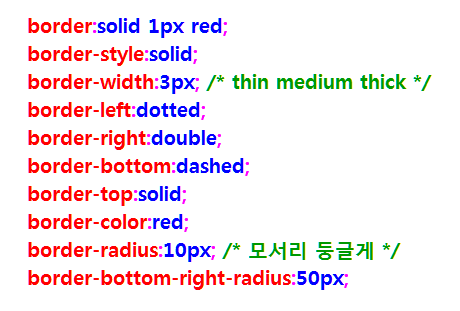 border:solid 1px red;
border-style:solid;
border-width:3px; /* thin medium thick */
border-left:dotted;
border-right:double;
border-bottom:dashed;
border-top:solid;
border-color:red;
border-radius:10px; /* 모서리 둥글게 */
border-bottom-right-radius:50px;